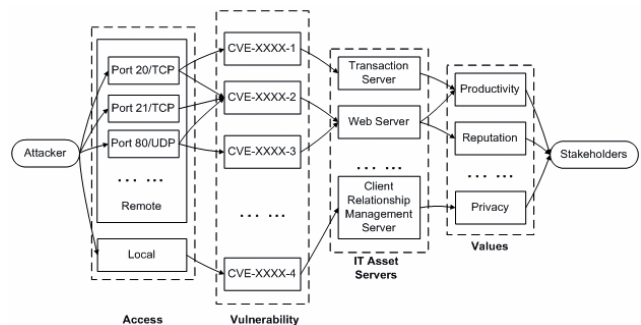 Attacker
Port 20/TCP
Port 21/TCP
Port 80/UDP
... ...
Remote
Local
Access
CVE-XXXX-1
CVE-XXXX-2
CVE-XXXX-3
... ...
CVE-XXXX-4
Vulnerability
Transaction
Server
Web Server
... ...
Client
Relationship
Management
Server
IT Asset
Servers
Productivity
Reputation
... ...
Privacy
Values
Stakeholders